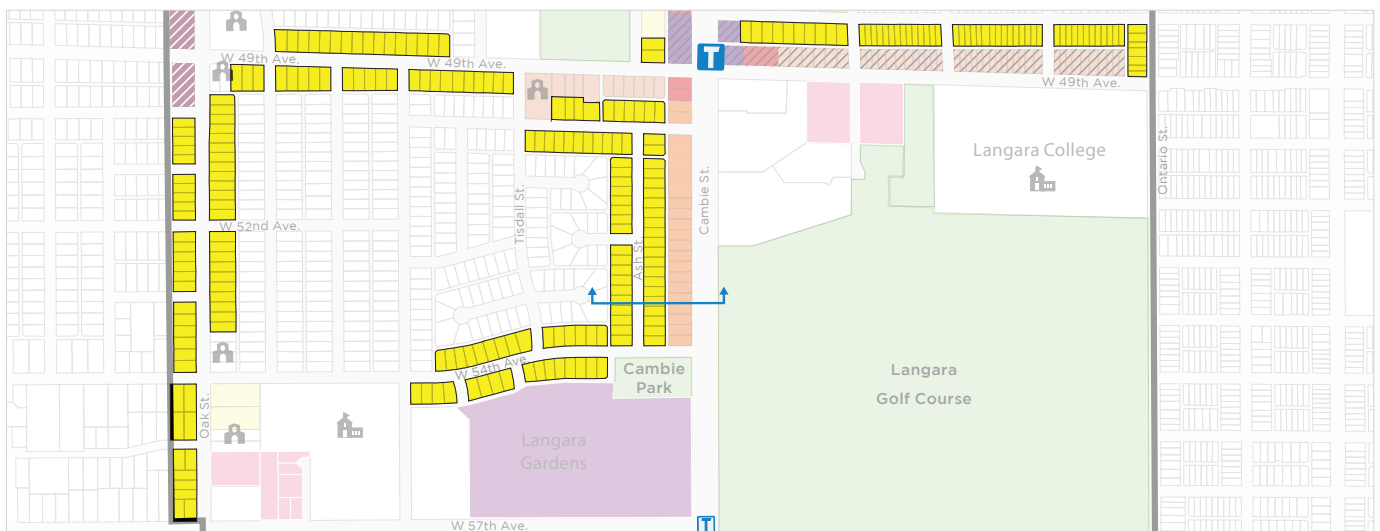 W 49th Ave.
W 49th Ave.
T
W 49th Ave.
Langara College
Ontario St.
Tisdall St.
Cambie St.
W 52nd Ave.
Ash St.
W 54th Ave.
Cambie
Park
Langara
Golf Course
Oak St.
Langara
Gardens
W 57th Ave.
T